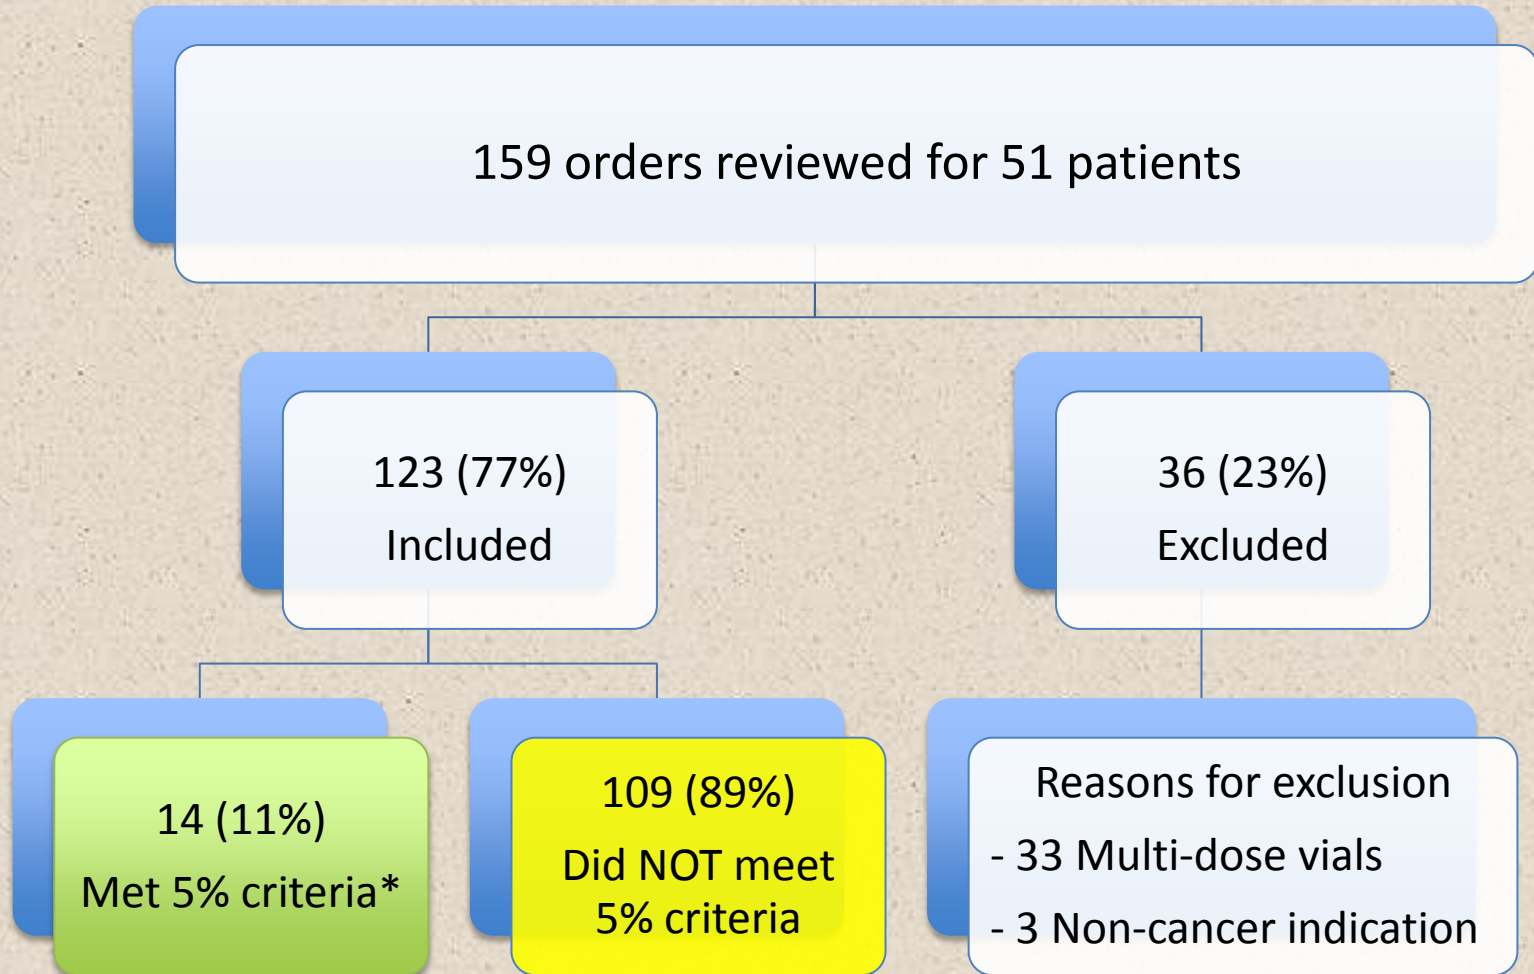 159 orders reviewed for 51 patients
123 (77%)
Included
36 (23%)
Excluded
14 (11%)
Met 5% criteria*
109 (89%)
Did NOT meet
5% criteria
Reasons for exclusion
- 33 Multi-dose vials
- 3 Non-cancer indication